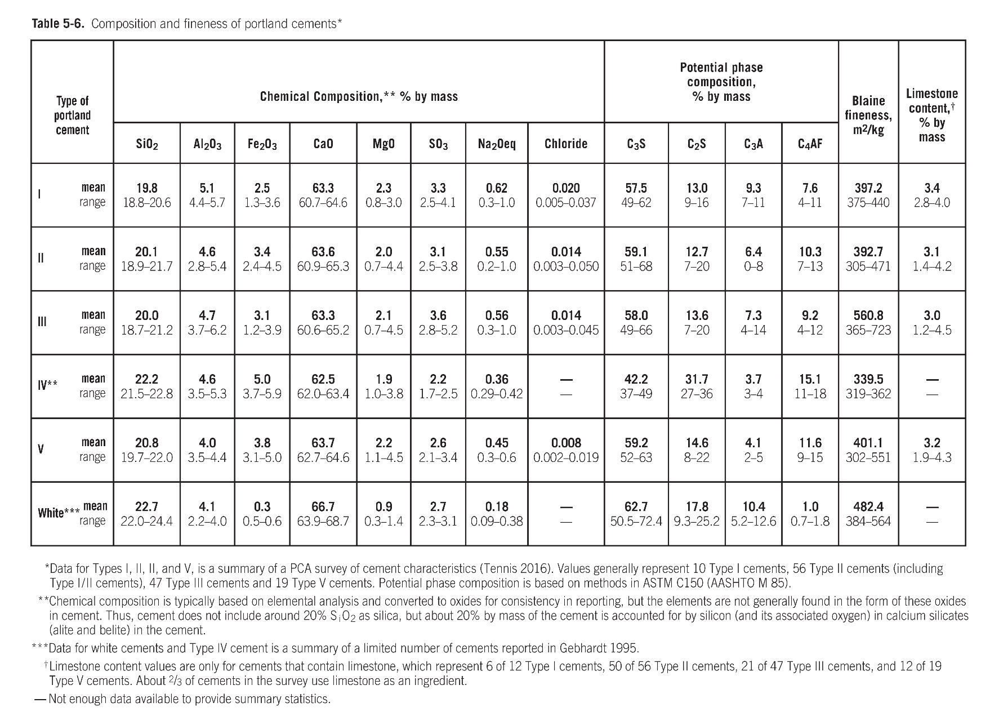 Table 5-6. Composition and fineness of portland cements*
Type of portland cement
Chemical Composition,** % by mass
Potential phase composition, % by mass
Blaine fineness, m2/kg
Limestone content,† % by mass
SiO2 Al2O3 Fe2O3 CaO MgO SO3 Na2Oeq Chloride C3S C2S C3A C4AF
I mean 19.8 5.1 2.5 63.3 2.3 3.3 0.62 0.020 57.5 13.0 9.3 7.6 397.2 3.4
range 18.8–20.6 4.4–5.7 1.3–3.6 60.7–64.6 0.8–3.0 2.5–4.1 0.3–1.0 0.005–0.037 49–62 9–16 7–11 4–11 375–440 2.8–4.0
II mean 20.1 4.6 3.4 63.6 2.0 3.1 0.55 0.014 59.1 12.7 6.4 10.3 392.7 3.1
range 18.9–21.7 2.8–5.4 2.4–4.5 60.9–65.3 0.7–4.4 2.5–3.8 0.2–1.0 0.003–0.050 51–68 7–20 0–8 7–13 305–471 1.4–4.2
III mean 20.0 4.7 3.1 63.3 2.1 3.6 0.56 0.014 58.0 13.6 7.3 9.2 560.8 3.0
range 18.7–21.2 3.7–6.2 1.2–3.9 60.6–65.2 0.7–4.5 2.8–5.2 0.3–1.0 0.003–0.045 49–66 7–20 4–14 4–12 365–723 1.2–4.5
IV** mean 22.2 4.6 5.0 62.5 1.9 2.2 0.36 — 42.2 31.7 3.7 15.1 339.5 —
range 21.5–22.8 3.5–5.3 3.7–5.9 62.0–63.4 1.0–3.8 1.7–2.5 0.29–0.42 — 37–49 27–36 3–4 11–18 319–362 —
V mean 20.8 4.0 3.8 63.7 2.2 2.6 0.45 0.008 59.2 14.6 4.1 11.6 401.1 3.2
range 19.7–22.0 3.5–4.4 3.1–5.0 62.7–64.6 1.1–4.5 2.1–3.4 0.3–0.6 0.002–0.019 52–63 8–22 2–5 9–15 302–551 1.9–4.3
White*** mean 22.7 4.1 0.3 66.7 0.9 2.7 0.18 — 62.7 17.8 10.4 1.0 482.4 —
range 22.0–24.4 2.2–4.0 0.5–0.6 63.9–68.7 0.3–1.4 2.3–3.1 0.09–0.38 — 50.5–72.4 9.3–25.2 5.2–12.6 0.7–1.8 384–564 —
*Data for Types I, II, II, and V, is a summary of a PCA survey of cement characteristics (Tennis 2016). Values generally represent 10 Type I cements, 56 Type II cements (including
Type I/II cements), 47 Type III cements and 19 Type V cements. Potential phase composition is based on methods in ASTM C150 (AASHTO M 85).
**Chemical composition is typically based on elemental analysis and converted to oxides for consistency in reporting, but the elements are not generally found in the form of these oxides
in cement. Thus, cement does not include around 20% SiO2 as silica, but about 20% by mass of the cement is accounted for by silicon (and its associated oxygen) in calcium silicates
(alite and belite) in the cement.
***Data for white cements and Type IV cement is a summary of a limited number of cements reported in Gebhardt 1995.
†Limestone content values are only for cements that contain limestone, which represent 6 of 12 Type I cements, 50 of 56 Type II cements, 21 of 47 Type III cements, and 12 of 19
Type V cements. About 2/3 of cements in the survey use limestone as an ingredient.
— Not enough data available to provide summary statistics.